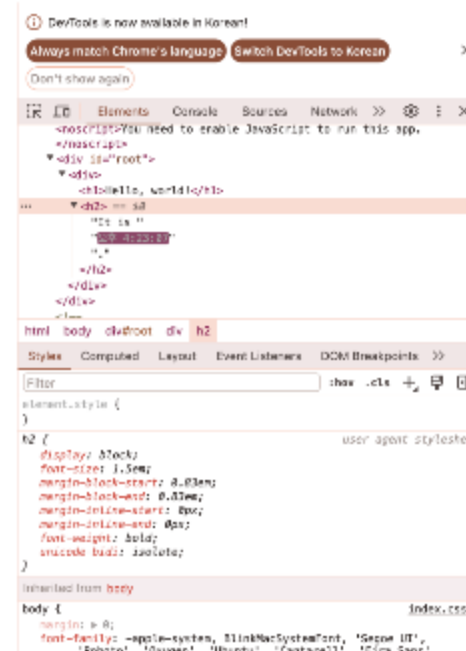 DevTools is now available in Korean!
Always match Chrome's language Switch DevTools to Korean
Don't show again
Elements Console Sources Network
<noscript>You need to enable JavaScript to run this app.
</noscript>
<div id="root">
<div>
<h1>Hello, world!</h1>
<h2> == $0
"It is "
"."
</h2>
</div>
</div>
<!--
html body div#root div h2
Styles Computed Layout Event Listeners DOM Breakpoints
Filter :hov .cls
element.style {
}
h2 { user agent styleshe
display: block;
font-size: 1.5em;
margin-block-start: 0.83em;
margin-block-end: 0.83em;
margin-inline-start: 0px;
margin-inline-end: 0px;
font-weight: bold;
unicode-bidi: isolate;
}
Inherited from body
body { index.css
margin: 0;
font-family: -apple-system, BlinkMacSystemFont, 'Segoe UI',